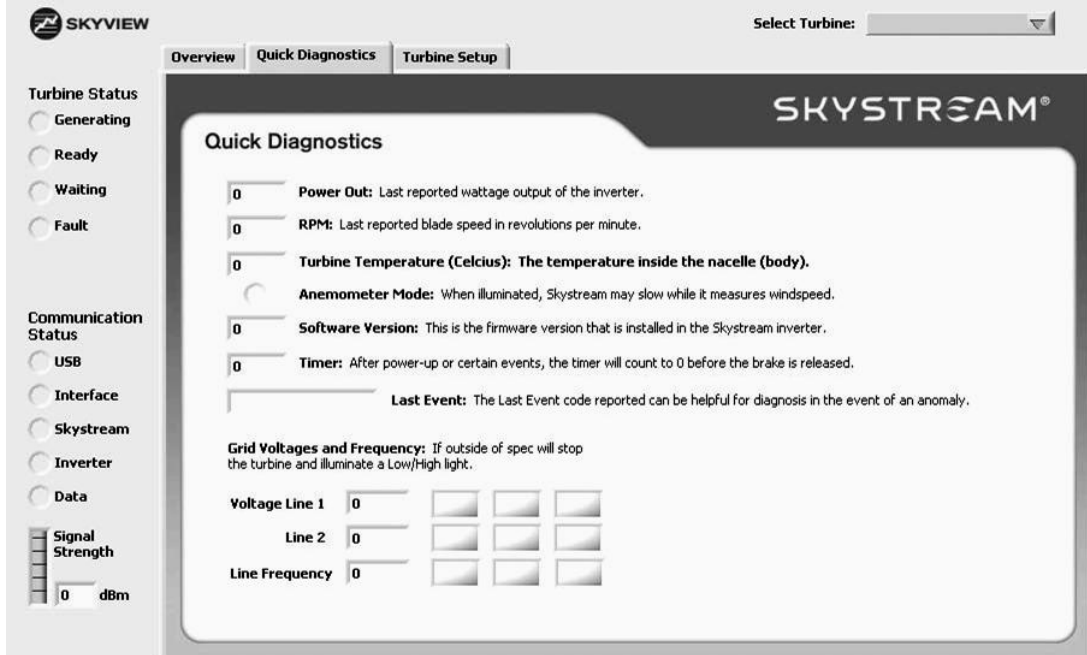 SKYVIEW
Select Turbine:
Overview
Quick Diagnostics
Turbine Setup
Turbine Status
Generating
Ready
Waiting
Fault
Communication
Status
USB
Interface
Skystream
Inverter
Data
Signal
Strength
0 dBm
SKYSTREAM®
Quick Diagnostics
0 Power Out: Last reported wattage output of the inverter.
0 RPM: Last reported blade speed in revolutions per minute.
0 Turbine Temperature (Celcius): The temperature inside the nacelle (body).
Anemometer Mode: When illuminated, Skystream may slow while it measures windspeed.
0 Software Version: This is the firmware version that is installed in the Skystream inverter.
0 Timer: After power-up or certain events, the timer will count to 0 before the brake is released.
Last Event: The Last Event code reported can be helpful for diagnosis in the event of an anomaly.
Grid Voltages and Frequency: If outside of spec will stop
the turbine and illuminate a Low/High light.
Voltage Line 1 0
Line 2 0
Line Frequency 0